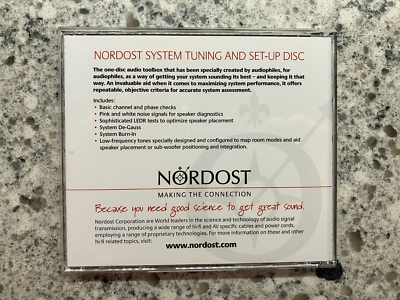 NORDOST SYSTEM TUNING AND SET-UP DISC
The one-disc audio toolbox that has been specially created by audiophiles, for
audiophiles, as a way of getting your system sounding its best – and keeping it that
way. An invaluable aid when it comes to maximizing system performance, it offers
repeatable, objective criteria for accurate system assessment.
Includes:
• Basic channel and phase checks
• Pink and white noise signals for speaker diagnostics
• Sophisticated LEDR tests to optimize speaker placement
• System De-Gauss
• System Burn-In
• Low-frequency tones specially designed and configured to map room modes and aid
speaker placement or sub-woofer positioning and integration.
NORDOST
MAKING THE CONNECTION
Because you need good science to get great sound.
Nordost Corporation are World leaders in the science and technology of audio signal
transmission, producing a wide range of hi-fi and AV specific cables and power cords,
employing a range of proprietary technologies. For more information on these and other
hi-fi related topics, visit:
www.nordost.com